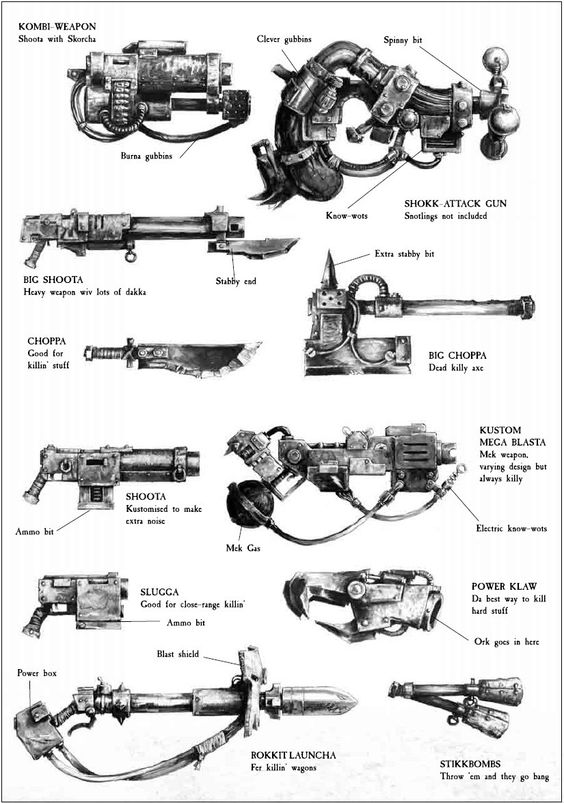 KOMBI-WEAPON
Shoota with Skorcha
Burna gubbins
Clever gubbins
Spinny bit
Know-wots
SHOKK-ATTACK GUN
Snotlings not included
BIG SHOOTA
Heavy weapon wiv lots of dakka
Stabby end
Extra stabby bit
BIG CHOPPA
Dead killy axe
CHOPPA
Good for
killin' stuff
SHOOTA
Kustomised to make
extra noise
Ammo bit
KUSTOM
MEGA BLASTA
Mek weapon,
varying design but
always killy
Electric know-wots
Mek Gas
SLUGGA
Good for close-range killin'
Ammo bit
POWER KLAW
Da best way to kill
hard stuff
Ork goes in here
Blast shield
Power box
ROKKIT LAUNCHA
Fer killin' wagons
STIKKBOMBS
Throw 'em and they go bang